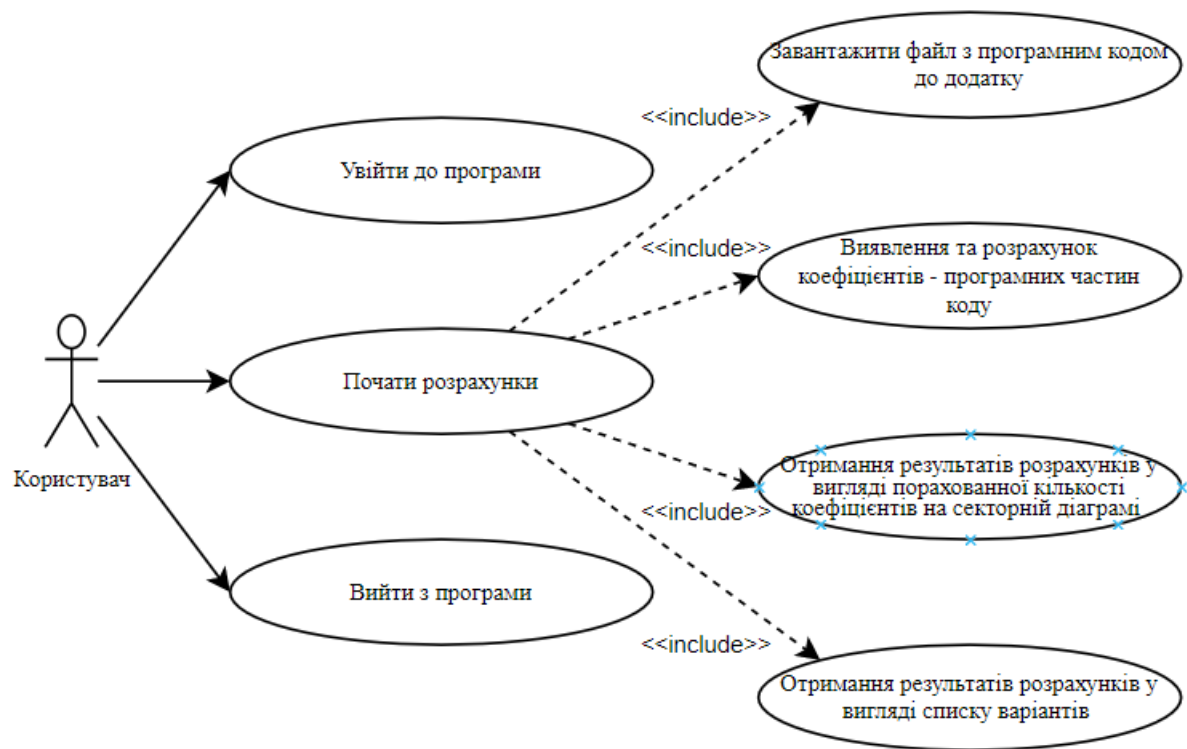 Завантажити файл з програмним кодом
до додатку
<<include>>
Увійти до програми
<<include>>
Виявлення та розрахунок
коефіцієнтів - програмних частин
коду
Почати розрахунки
Користувач
Отримання результатів розрахунків у
вигляді порахованної кількості
коефіцієнтів на секторній діаграмі
<<include>>
Вийти з програми
<<include>>
Отримання результатів розрахунків у
вигляді списку варіантів